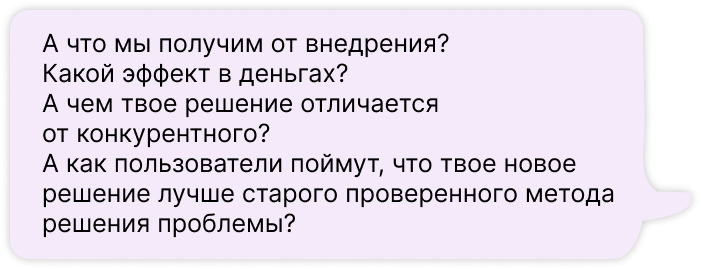 А что мы получим от внедрения?
Какой эффект в деньгах?
А чем твое решение отличается
от конкурентного?
А как пользователи поймут, что твое новое
решение лучше старого проверенного метода
решения проблемы?